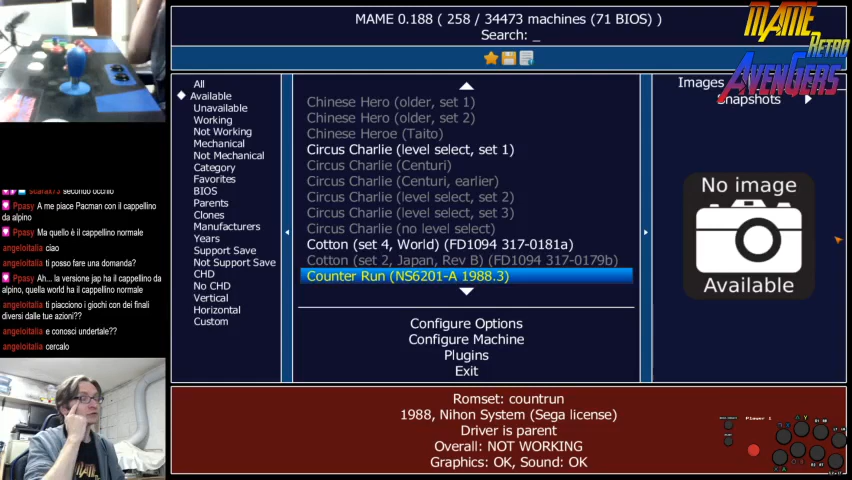 MAME 0.188 ( 258 / 34473 machines (71 BIOS) )
Search: _
MAME
RETRO
AVENGERS
All
Available
Unavailable
Working
Not Working
Mechanical
Not Mechanical
Category
Favorites
BIOS
Parents
Clones
Manufacturers
Years
Support Save
Not Support Save
CHD
No CHD
Vertical
Horizontal
Custom
Chinese Hero (older, set 1)
Chinese Hero (older, set 2)
Chinese Heroe (Taito)
Circus Charlie (level select, set 1)
Circus Charlie (Centuri)
Circus Charlie (Centuri, earlier)
Circus Charlie (level select, set 2)
Circus Charlie (level select, set 3)
Circus Charlie (no level select)
Cotton (set 4, World) (FD1094 317-0181a)
Cotton (set 2, Japan, Rev B) (FD1094 317-0179b)
Counter Run (NS6201-A 1988.3)
Configure Options
Configure Machine
Plugins
Exit
Images
Snapshots
No image
Available
Romset: countrun
1988, Nihon System (Sega license)
Driver is parent
Overall: NOT WORKING
Graphics: OK, Sound: OK
secondo occhio
Ppasy A me piace Pacman con il cappellino
da alpino
Ppasy Ma quello è il cappellino normale
angeloitalia ciao
angeloitalia ti posso fare una domanda?
Ppasy Ah... la versione jap ha il cappellino da
alpino, quella world ha il cappellino normale
angeloitalia ti piacciono i giochi con dei finali
diversi dalle tue azioni??
angeloitalia e conosci undertale??
angeloitalia cercalo
MAME
Player 1